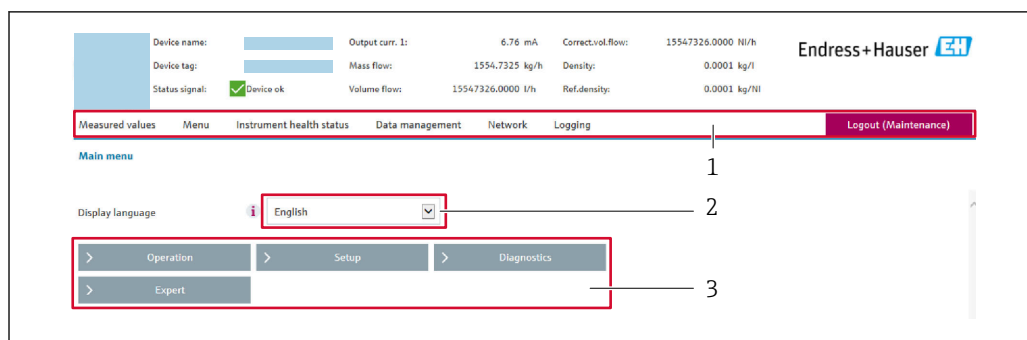 Device name: Output curr. 1: 6.76 mA Correct.vol.flow: 15547326.0000 Nl/h
Device tag: Mass flow: 1554.7325 kg/h Density: 0.0001 kg/l
Status signal: Device ok Volume flow: 15547326.0000 l/h Ref.density: 0.0001 kg/Nl
Endress+Hauser EH
Measured values Menu Instrument health status Data management Network Logging Logout (Maintenance)
1
Main menu
Display language i English 2
> Operation > Setup > Diagnostics
> Expert 3